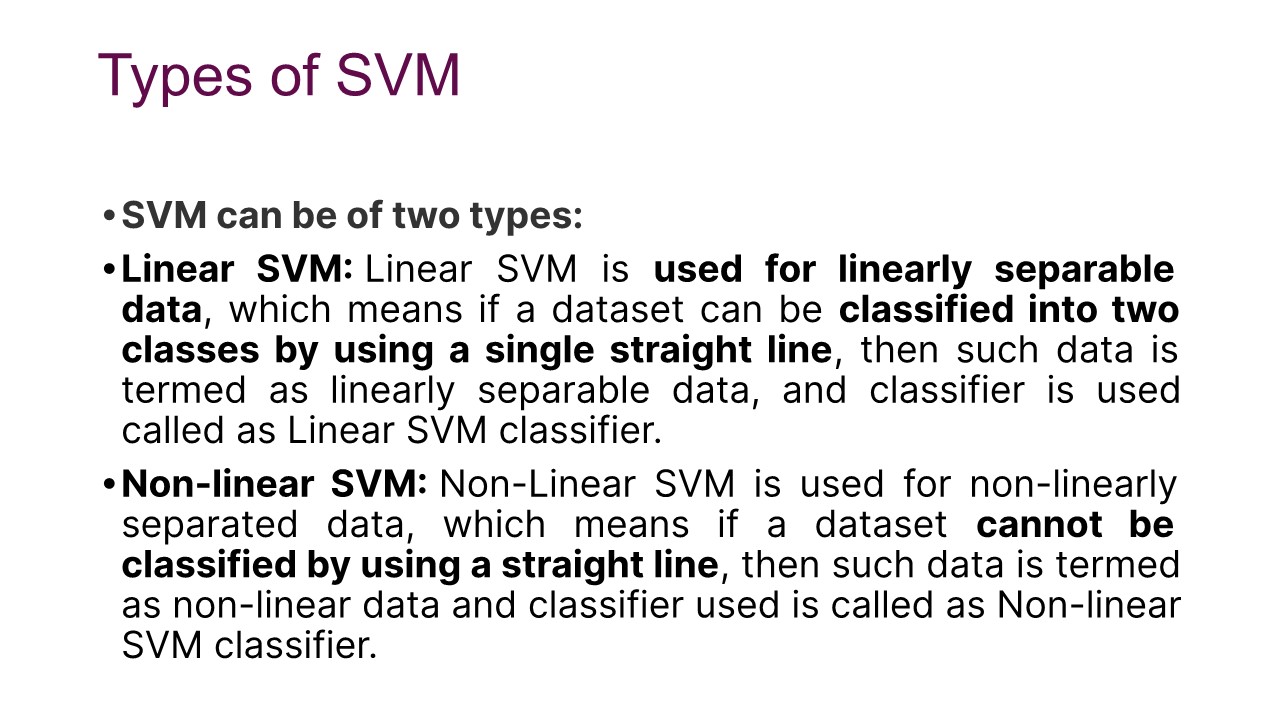 Types of SVM
•SVM can be of two types:
•Linear SVM: Linear SVM is used for linearly separable
data, which means if a dataset can be classified into two
classes by using a single straight line, then such data is
termed as linearly separable data, and classifier is used
called as Linear SVM classifier.
•Non-linear SVM: Non-Linear SVM is used for non-linearly
separated data, which means if a dataset cannot be
classified by using a straight line, then such data is termed
as non-linear data and classifier used is called as Non-linear
SVM classifier.